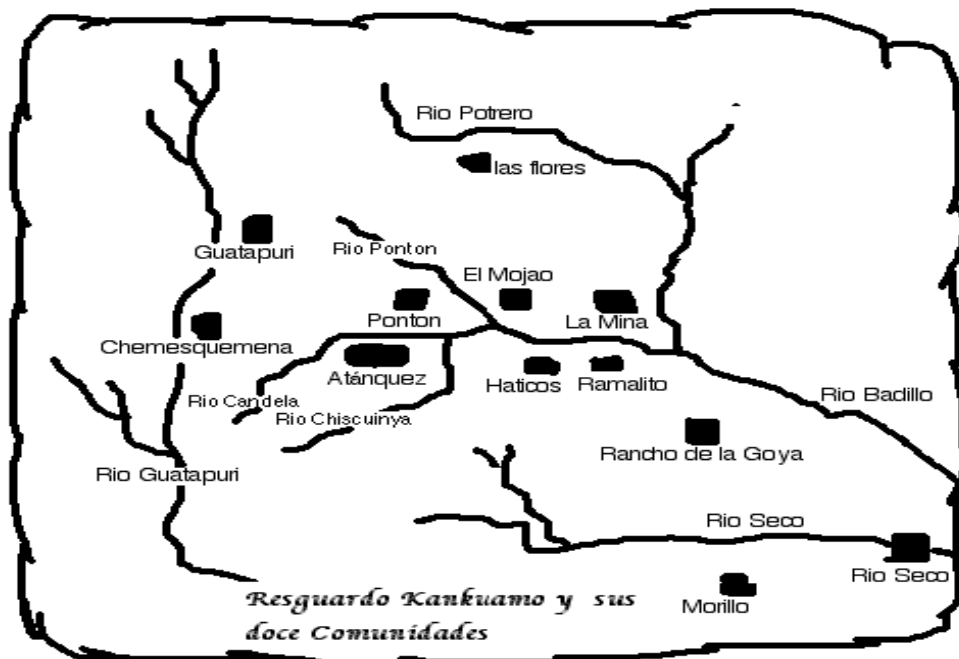 Rio Potrero
las flores
Guatapuri
Rio Ponton
El Mojao
Ponton
La Mina
Chemesquemena
Atánquez
Haticos
Ramalito
Rio Candela
Rio Chiscuinya
Rio Badillo
Rancho de la Goya
Rio Guatapuri
Rio Seco
Rio Seco
Morillo
Resguardo Kankuamo y sus
doce Comunidades